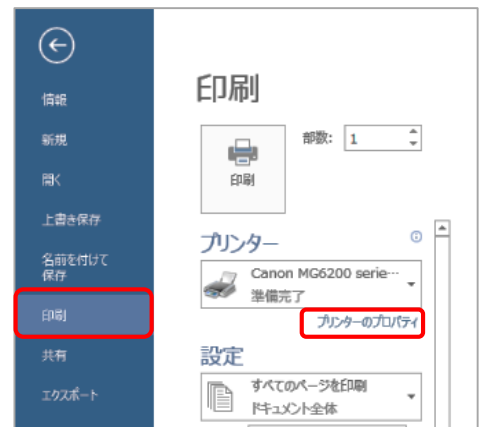 情報
新規
開く
上書き保存
名前を付けて
保存
印刷
共有
エクスポート
印刷
印刷
部数: 1
プリンター
Canon MG6200 serie…
準備完了
プリンターのプロパティ
設定
すべてのページを印刷
ドキュメント全体